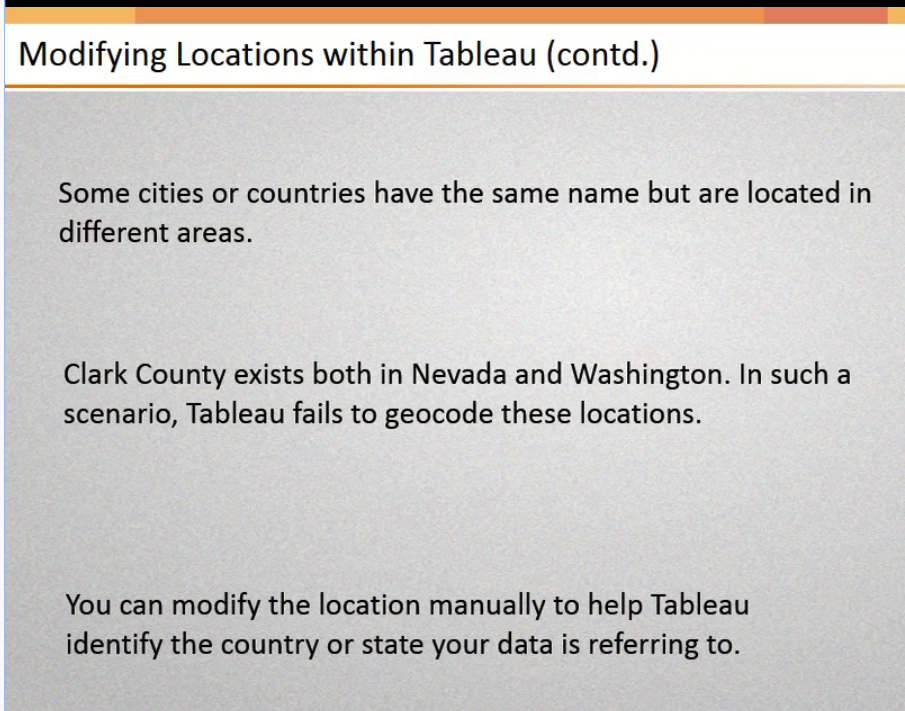 Modifying Locations within Tableau (contd.)
Some cities or countries have the same name but are located in
different areas.
Clark County exists both in Nevada and Washington. In such a
scenario, Tableau fails to geocode these locations.
You can modify the location manually to help Tableau
identify the country or state your data is referring to.